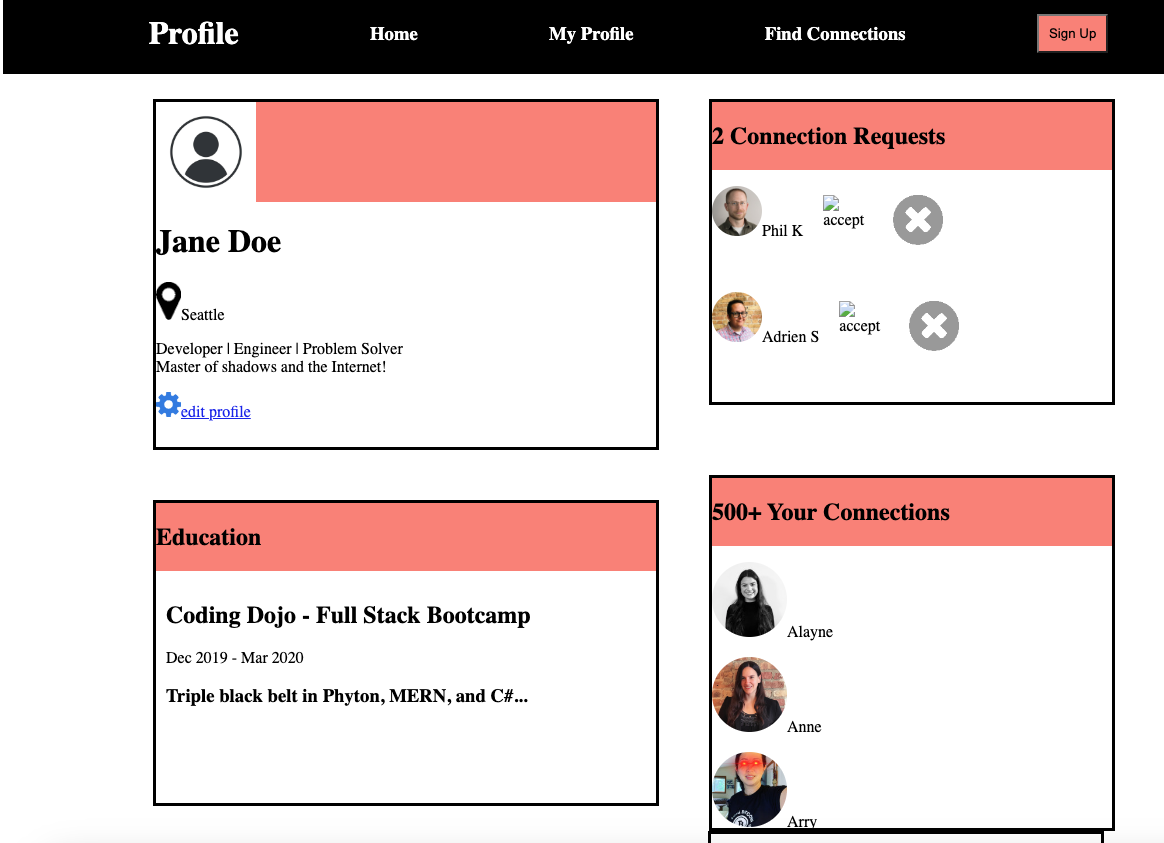 Profile
Home
My Profile
Find Connections
Sign Up
Jane Doe
Seattle
Developer | Engineer | Problem Solver
Master of shadows and the Internet!
edit profile
Education
Coding Dojo - Full Stack Bootcamp
Dec 2019 - Mar 2020
Triple black belt in Phyton, MERN, and C#...
2 Connection Requests
Phil K
accept
Adrien S
accept
500+ Your Connections
Alayne
Anne
Arry